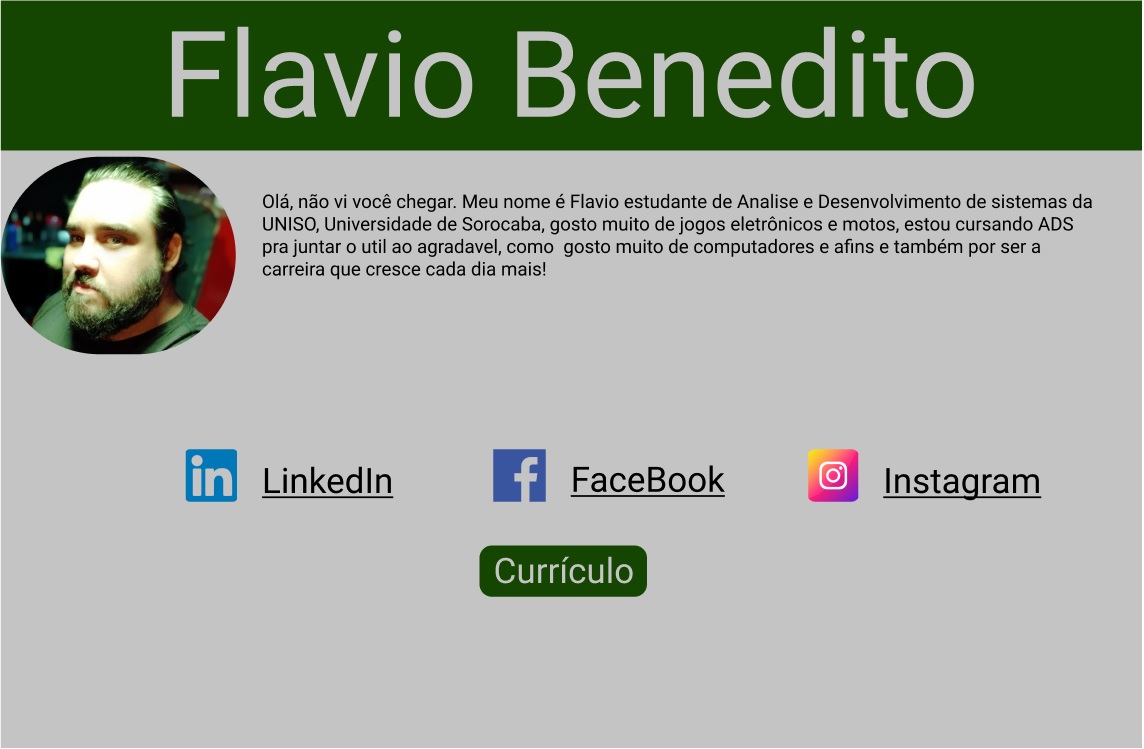 Flavio Benedito
Olá, não vi você chegar. Meu nome é Flavio estudante de Analise e Desenvolvimento de sistemas da
UNISO, Universidade de Sorocaba, gosto muito de jogos eletrônicos e motos, estou cursando ADS
pra juntar o util ao agradavel, como  gosto muito de computadores e afins e também por ser a
carreira que cresce cada dia mais!
in LinkedIn f FaceBook Instagram
Currículo